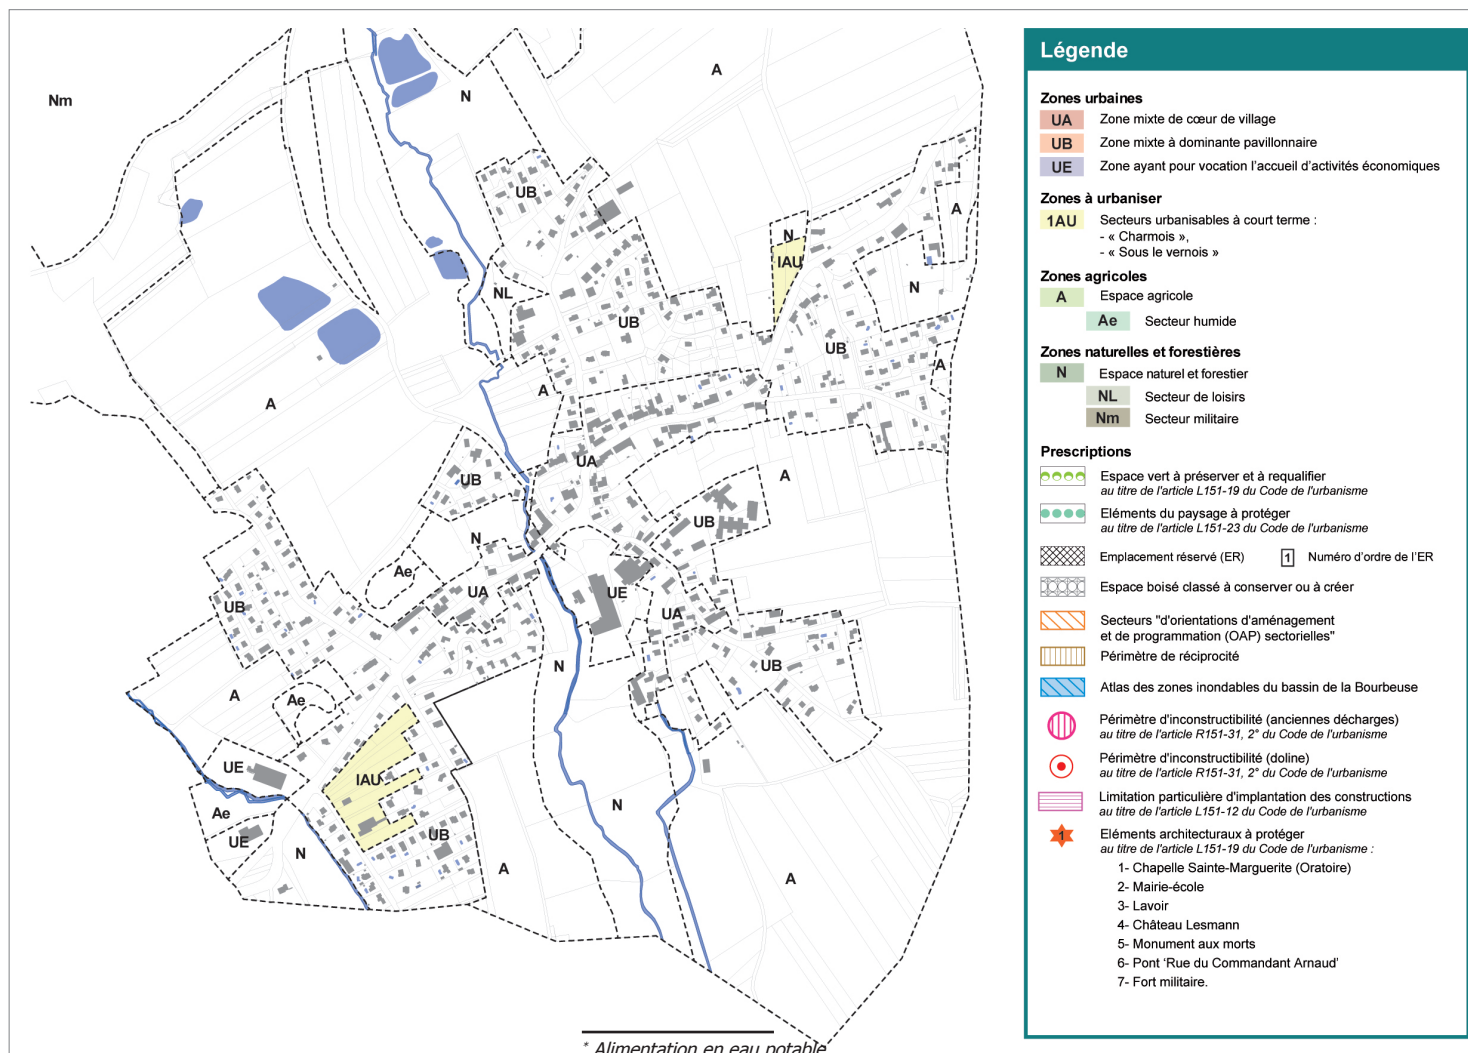 Nm
A
N
UB
A
N
IAU
N
A
NL
UB
UB
A
A
A
UA
A
UB
UB
N
Ae
UA
UE
UA
UB
N
UB
A
Ae
UE
IAU
N
Ae
UE
UB
N
A
A
* Alimentation en eau potable
Légende
Zones urbaines
UA Zone mixte de cœur de village
UB Zone mixte à dominante pavillonnaire
UE Zone ayant pour vocation l’accueil d’activités économiques
Zones à urbaniser
1AU Secteurs urbanisables à court terme :
- « Charmois »,
- « Sous le vernois »
Zones agricoles
A Espace agricole
Ae Secteur humide
Zones naturelles et forestières
N Espace naturel et forestier
NL Secteur de loisirs
Nm Secteur militaire
Prescriptions
Espace vert à préserver et à requalifier
au titre de l'article L151-19 du Code de l'urbanisme
Eléments du paysage à protéger
au titre de l'article L151-23 du Code de l'urbanisme
Emplacement réservé (ER) 1 Numéro d’ordre de l’ER
Espace boisé classé à conserver ou à créer
Secteurs "d'orientations d'aménagement
et de programmation (OAP) sectorielles"
Périmètre de réciprocité
Atlas des zones inondables du bassin de la Bourbeuse
Périmètre d'inconstructibilité (anciennes décharges)
au titre de l'article R151-31, 2° du Code de l'urbanisme
Périmètre d'inconstructibilité (doline)
au titre de l'article R151-31, 2° du Code de l'urbanisme
Limitation particulière d'implantation des constructions
au titre de l'article L151-12 du Code de l'urbanisme
1 Eléments architecturaux à protéger
au titre de l'article L151-19 du Code de l'urbanisme :
1- Chapelle Sainte-Marguerite (Oratoire)
2- Mairie-école
3- Lavoir
4- Château Lesmann
5- Monument aux morts
6- Pont ‘Rue du Commandant Arnaud’
7- Fort militaire.